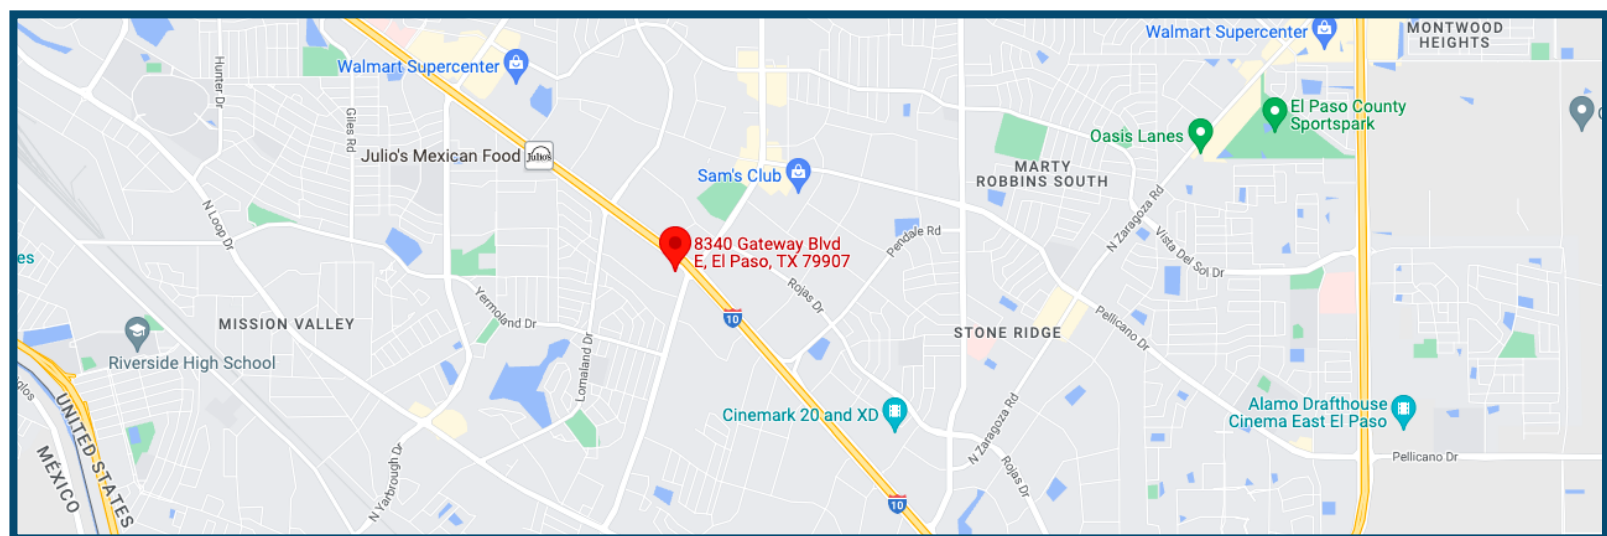 Walmart Supercenter
MONTWOOD
HEIGHTS
Walmart Supercenter
Hunter Dr
Giles Rd
El Paso County
Sportspark
Oasis Lanes
Julio's Mexican Food
Julio's
Sam's Club
MARTY
ROBBINS SOUTH
N Loop Dr
N Zaragoza Rd
Pendale Rd
Vista Del Sol Dr
8340 Gateway Blvd
E, El Paso, TX 79907
es
Rojas Dr
Yermoland Dr
10
MISSION VALLEY
Pellicano Dr
STONE RIDGE
Riverside High School
Lomaland Dr
UNITED STATES
Cinemark 20 and XD
Alamo Drafthouse
Cinema East El Paso
N Zaragoza Rd
MÉXICO
N Yarbrough Dr
Pellicano Dr
Rojas Dr
10